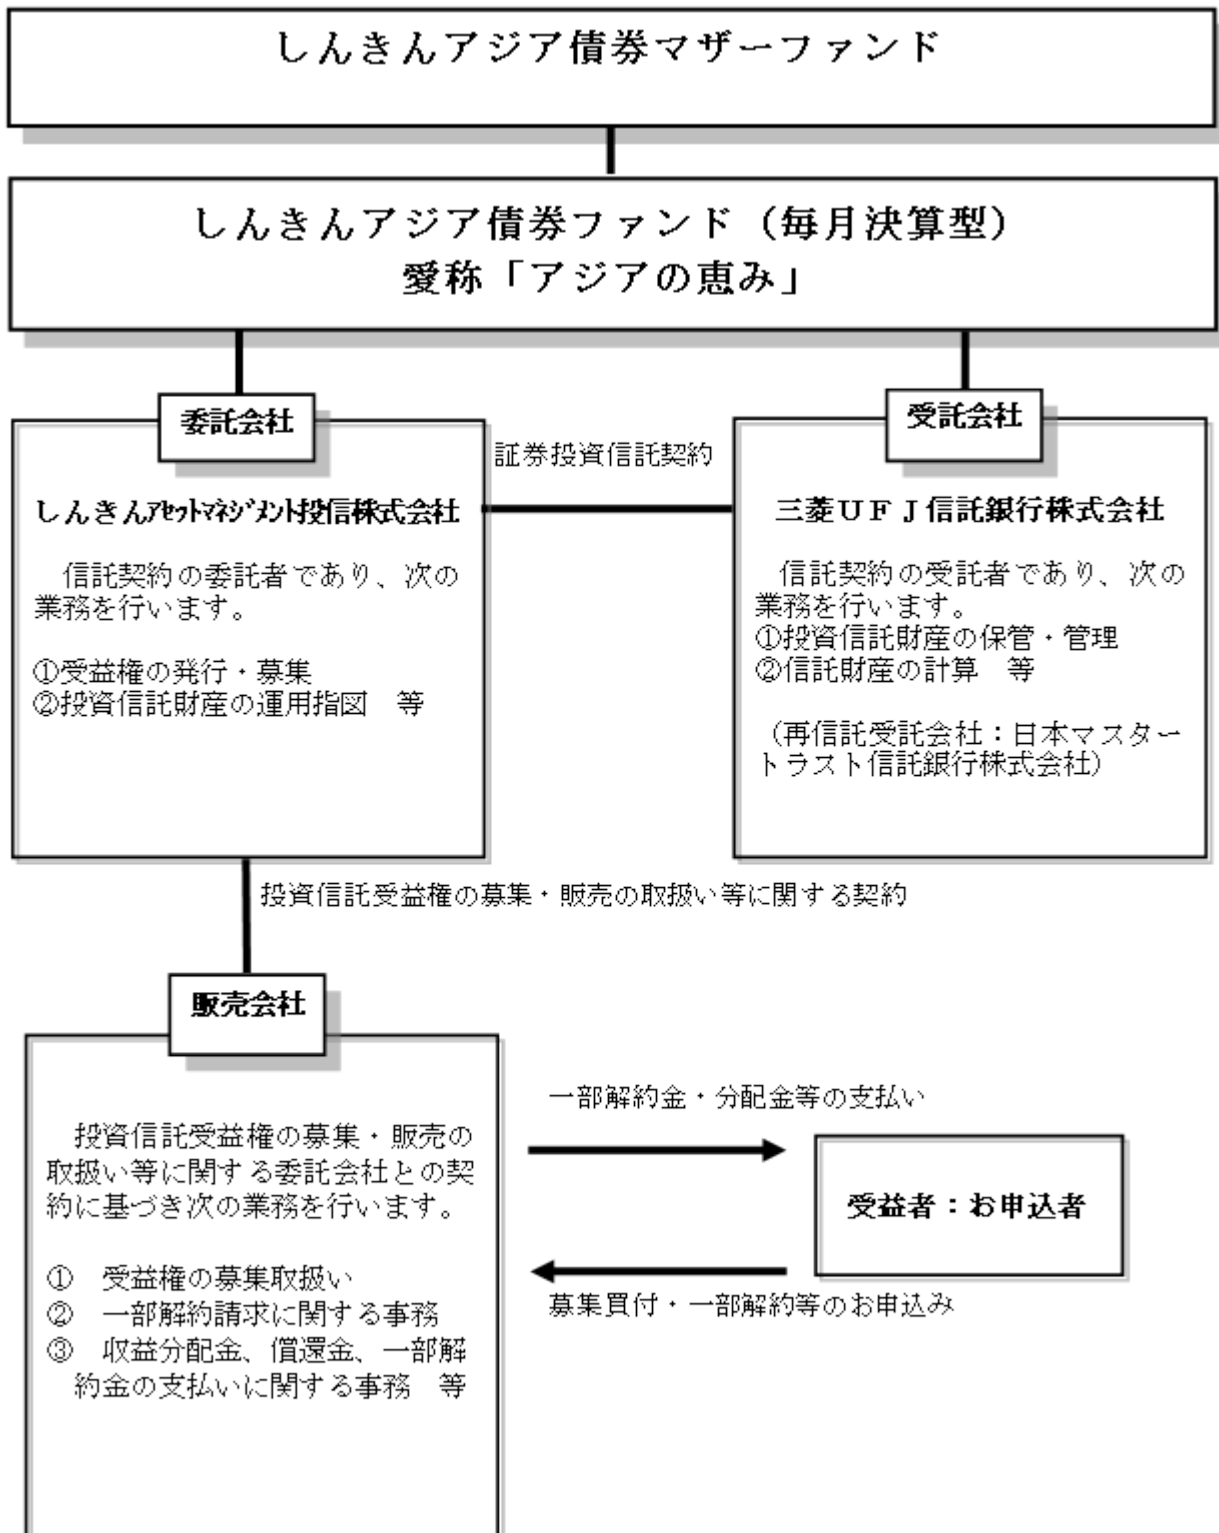 しんきんアジア債券マザーファンド
しんきんアジア債券ファンド（毎月決算型）
愛称「アジアの恵み」
委託会社
受託会社
証券投資信託契約
しんきんｱｾｯﾄﾏﾈｼﾞﾒﾝﾄ投信株式会社
信託契約の委託者であり、次の
業務を行います。
①受益権の発行・募集
②投資信託財産の運用指図　等
三菱ＵＦＪ信託銀行株式会社
信託契約の受託者であり、次の
業務を行います。
①投資信託財産の保管・管理
②信託財産の計算　等
（再信託受託会社：日本マスター
トラスト信託銀行株式会社）
投資信託受益権の募集・販売の取扱い等に関する契約
販売会社
投資信託受益権の募集・販売の
取扱い等に関する委託会社との契
約に基づき次の業務を行います。
①　受益権の募集取扱い
②　一部解約請求に関する事務
③　収益分配金、償還金、一部解
約金の支払いに関する事務　等
一部解約金・分配金等の支払い
受益者：お申込者
募集買付・一部解約等のお申込み